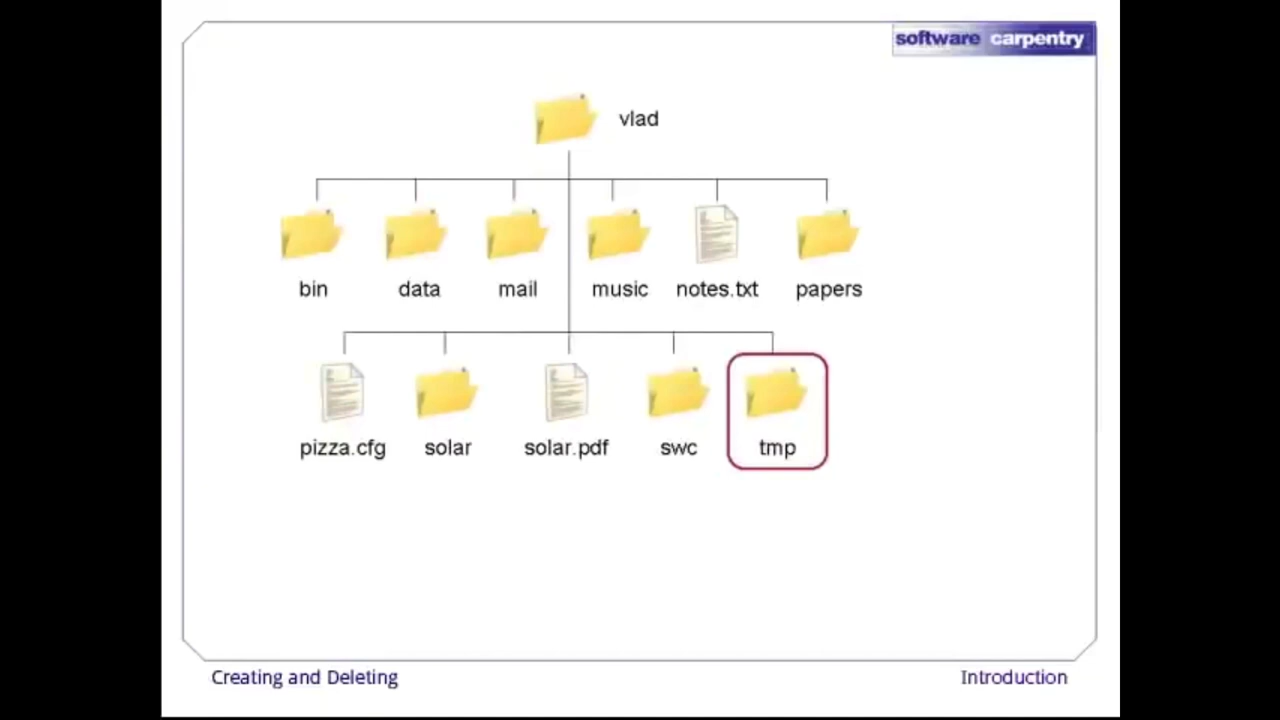 software carpentry
vlad
bin data mail music notes.txt papers
pizza.cfg solar solar.pdf swc tmp
Creating and Deleting Introduction